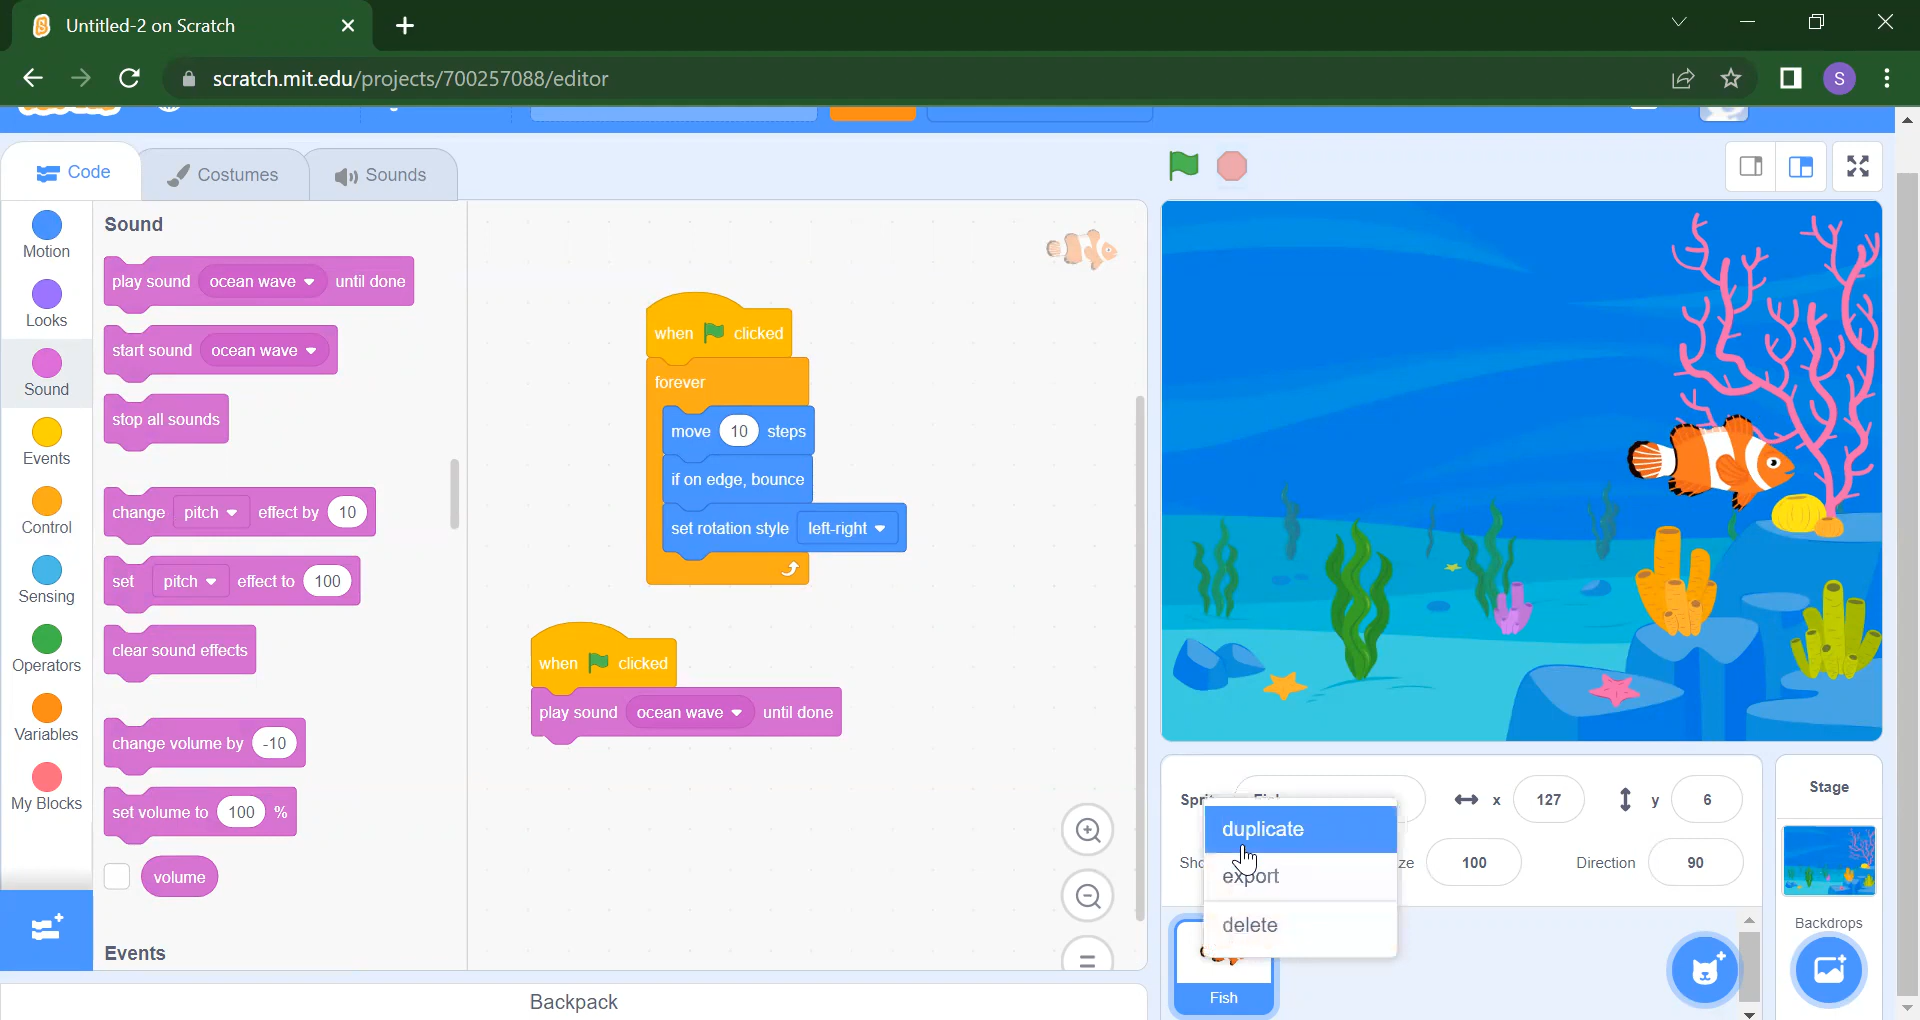 Untitled-2 on Scratch
scratch.mit.edu/projects/700257088/editor
S
Code
Costumes
Sounds
Motion
Looks
Sound
Events
Control
Sensing
Operators
Variables
My Blocks
Sound
play sound ocean wave until done
start sound ocean wave
stop all sounds
change pitch effect by 10
set pitch effect to 100
clear sound effects
change volume by -10
set volume to 100 %
volume
Events
when clicked
forever
move 10 steps
if on edge, bounce
set rotation style left-right
when clicked
play sound ocean wave until done
Backpack
x 127
y 6
100
Direction 90
duplicate
export
delete
Fish
Stage
Backdrops